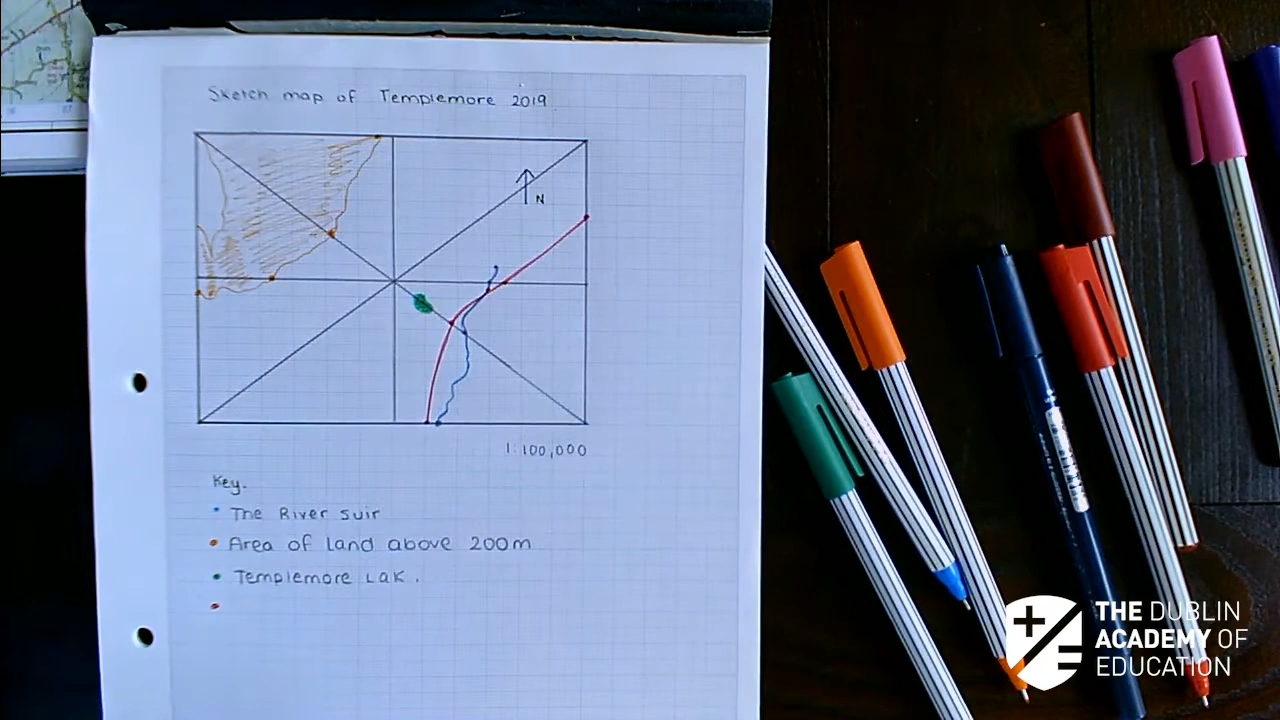 Sketch map of Templemore 2019
N
1:100,000
Key.
The River suir
Area of land above 200m
Templemore Lak.
THE DUBLIN
ACADEMY OF
EDUCATION